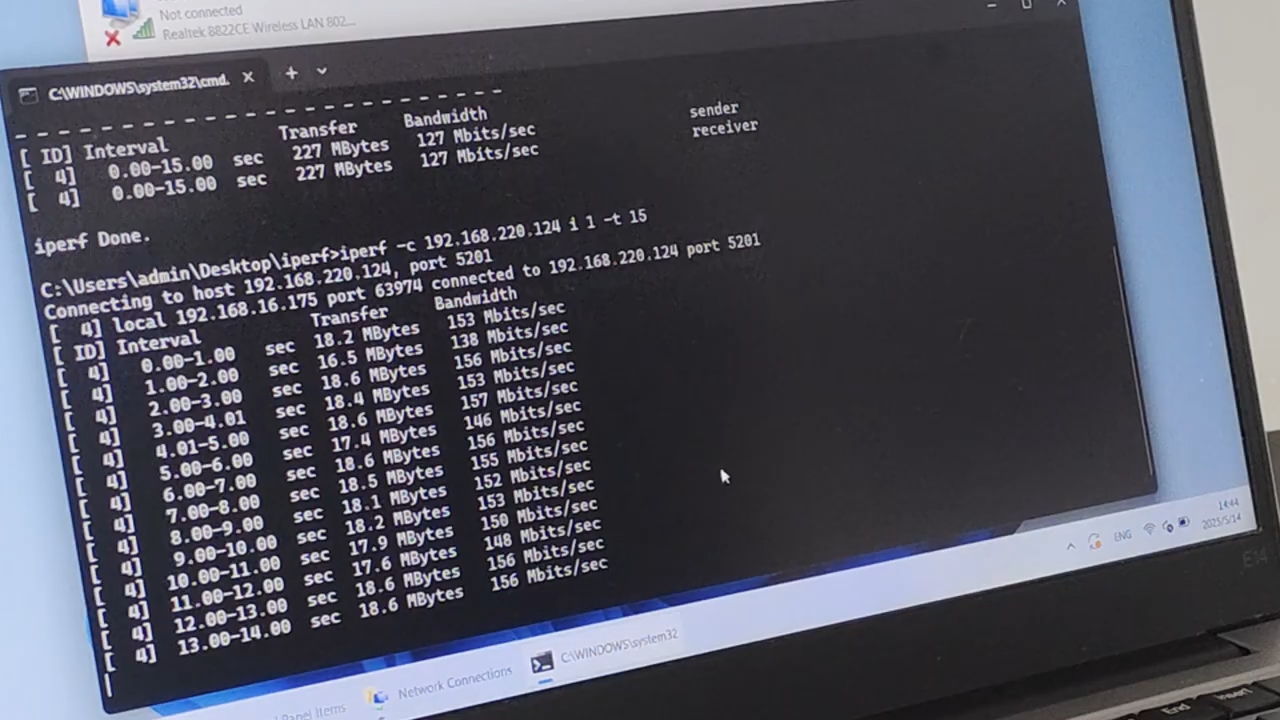 Not connected
Realtek 8822CE Wireless LAN 802...
C:\WINDOWS\system32\cmd.
- - - - - - - - - - - - - - - - - - - - - - - - -
[ ID] Interval Transfer Bandwidth
[ 4] 0.00-15.00 sec 227 MBytes 127 Mbits/sec sender
[ 4] 0.00-15.00 sec 227 MBytes 127 Mbits/sec receiver
iperf Done.
C:\Users\admin\Desktop\iperf>iperf -c 192.168.220.124 i 1 -t 15
Connecting to host 192.168.220.124, port 5201
[ 4] local 192.168.16.175 port 63974 connected to 192.168.220.124 port 5201
[ ID] Interval Transfer Bandwidth
[ 4] 0.00-1.00 sec 18.2 MBytes 153 Mbits/sec
[ 4] 1.00-2.00 sec 16.5 MBytes 138 Mbits/sec
[ 4] 2.00-3.00 sec 18.6 MBytes 156 Mbits/sec
[ 4] 3.00-4.01 sec 18.4 MBytes 153 Mbits/sec
[ 4] 4.01-5.00 sec 18.6 MBytes 157 Mbits/sec
[ 4] 5.00-6.00 sec 17.4 MBytes 146 Mbits/sec
[ 4] 6.00-7.00 sec 18.6 MBytes 156 Mbits/sec
[ 4] 7.00-8.00 sec 18.5 MBytes 155 Mbits/sec
[ 4] 8.00-9.00 sec 18.1 MBytes 152 Mbits/sec
[ 4] 9.00-10.00 sec 18.2 MBytes 153 Mbits/sec
[ 4] 10.00-11.00 sec 17.9 MBytes 150 Mbits/sec
[ 4] 11.00-12.00 sec 17.6 MBytes 148 Mbits/sec
[ 4] 12.00-13.00 sec 18.6 MBytes 156 Mbits/sec
[ 4] 13.00-14.00 sec 18.6 MBytes 156 Mbits/sec
ENG
14:44
2025/5/14
E14
Panel Items
Network Connections
C:\WINDOWS\system32
End
Insert